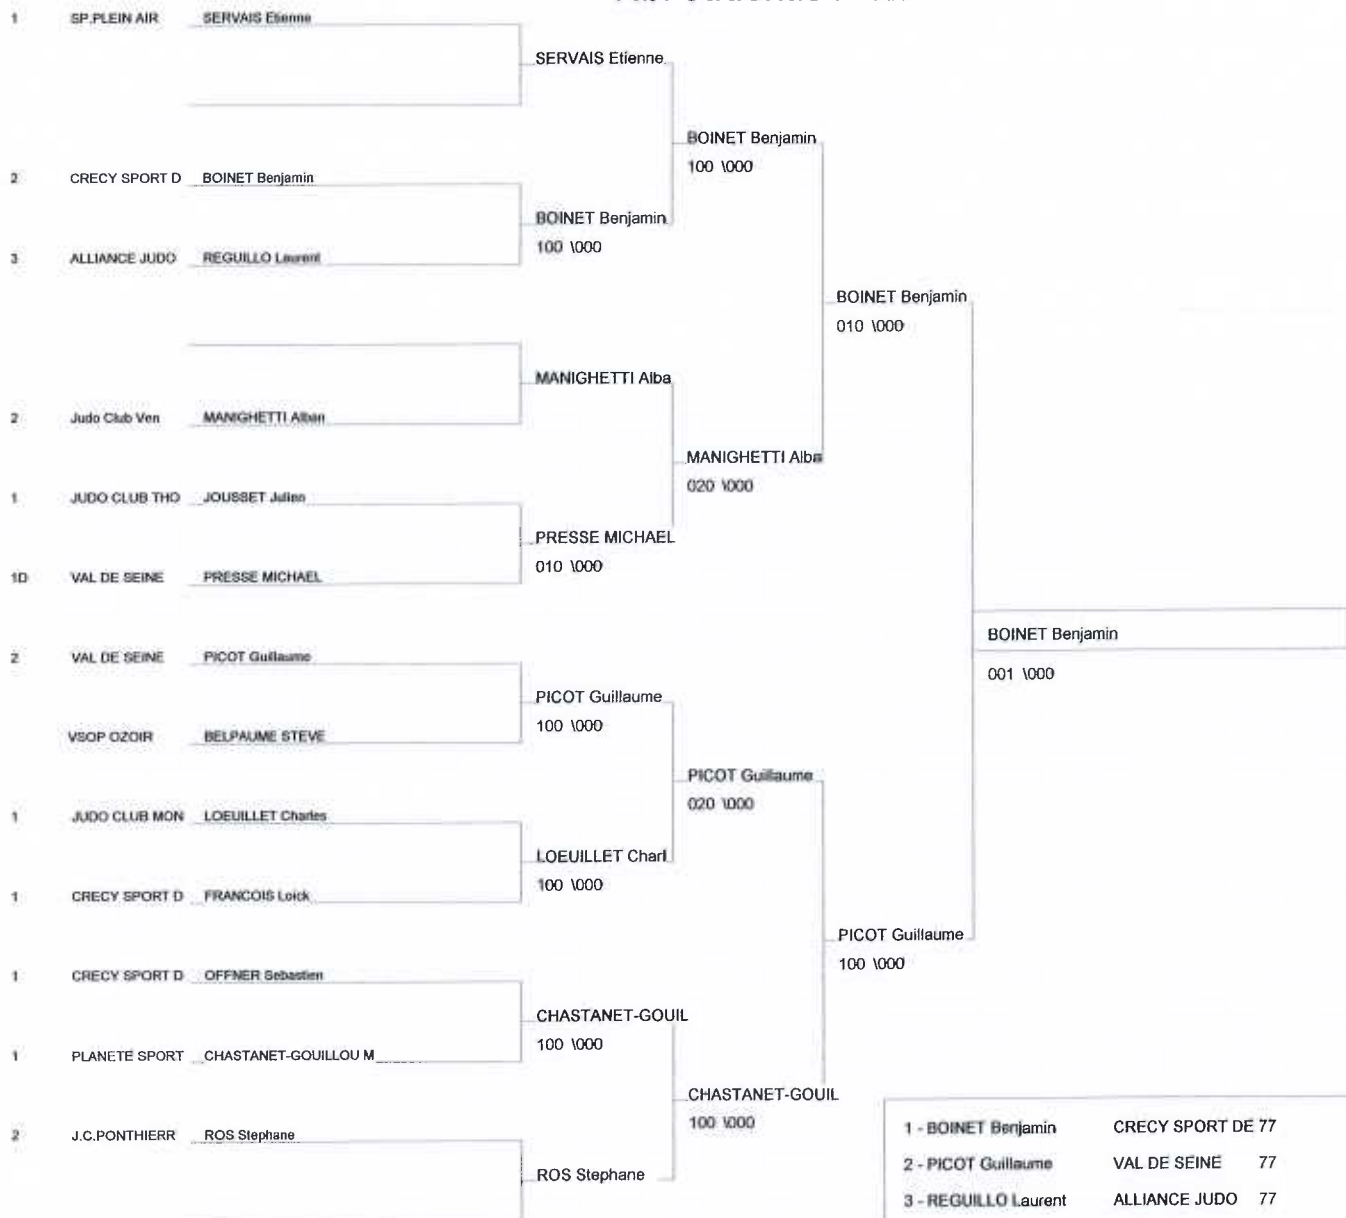 1 SP.PLEIN AIR SERVAIS Etienne
SERVAIS Etienne
BOINET Benjamin
100 \000
2 CRECY SPORT D BOINET Benjamin
BOINET Benjamin
100 \000
3 ALLIANCE JUDO REGUILLO Laurent
BOINET Benjamin
010 \000
MANIGHETTI Alba
2 Judo Club Ven MANIGHETTI Alban
MANIGHETTI Alba
020 \000
1 JUDO CLUB THO JOUSSET Julien
PRESSE MICHAEL
010 \000
1D VAL DE SEINE PRESSE MICHAEL
BOINET Benjamin
001 \000
2 VAL DE SEINE PICOT Guillaume
PICOT Guillaume
100 \000
VSOP OZOIR BELPAUME STEVE
PICOT Guillaume
020 \000
1 JUDO CLUB MON LOEUILLET Charles
LOEUILLET Charl
100 \000
1 CRECY SPORT D FRANCOIS Loick
PICOT Guillaume
100 \000
1 CRECY SPORT D OFFNER Sebastien
CHASTANET-GOUIL
100 \000
1 PLANETE SPORT CHASTANET-GOUILLOU M
CHASTANET-GOUIL
100 \000
2 J.C.PONTHIERR ROS Stephane
ROS Stephane
1 - BOINET Benjamin CRECY SPORT DE 77
2 - PICOT Guillaume VAL DE SEINE 77
3 - REGUILLO Laurent ALLIANCE JUDO 77